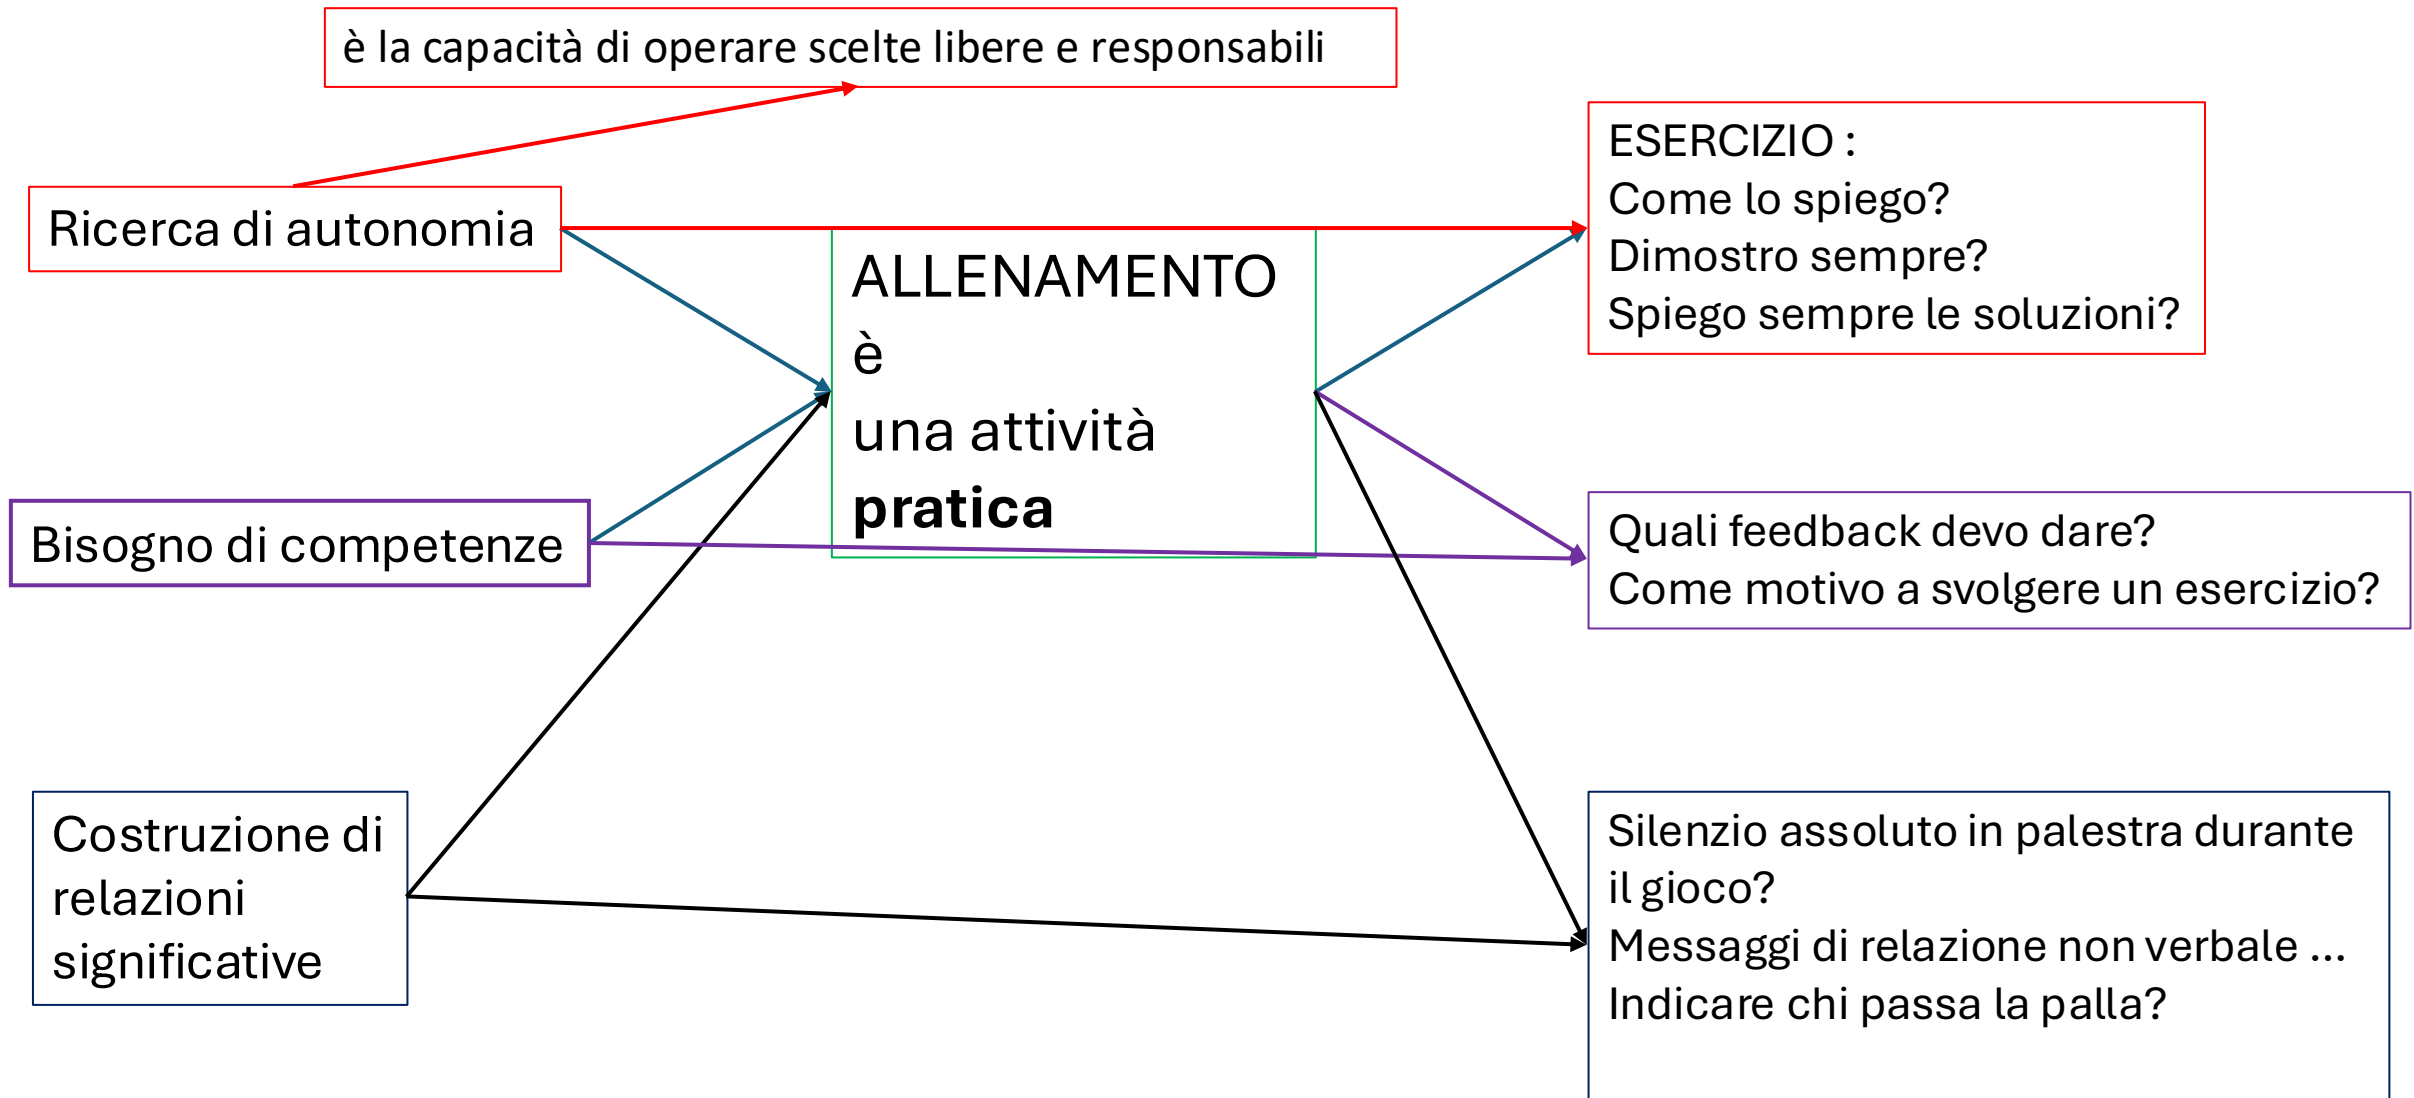 è la capacità di operare scelte libere e responsabili
Ricerca di autonomia
ALLENAMENTO
è
una attività
pratica
ESERCIZIO :
Come lo spiego?
Dimostro sempre?
Spiego sempre le soluzioni?
Bisogno di competenze
Quali feedback devo dare?
Come motivo a svolgere un esercizio?
Costruzione di
relazioni
significative
Silenzio assoluto in palestra durante
il gioco?
Messaggi di relazione non verbale ...
Indicare chi passa la palla?